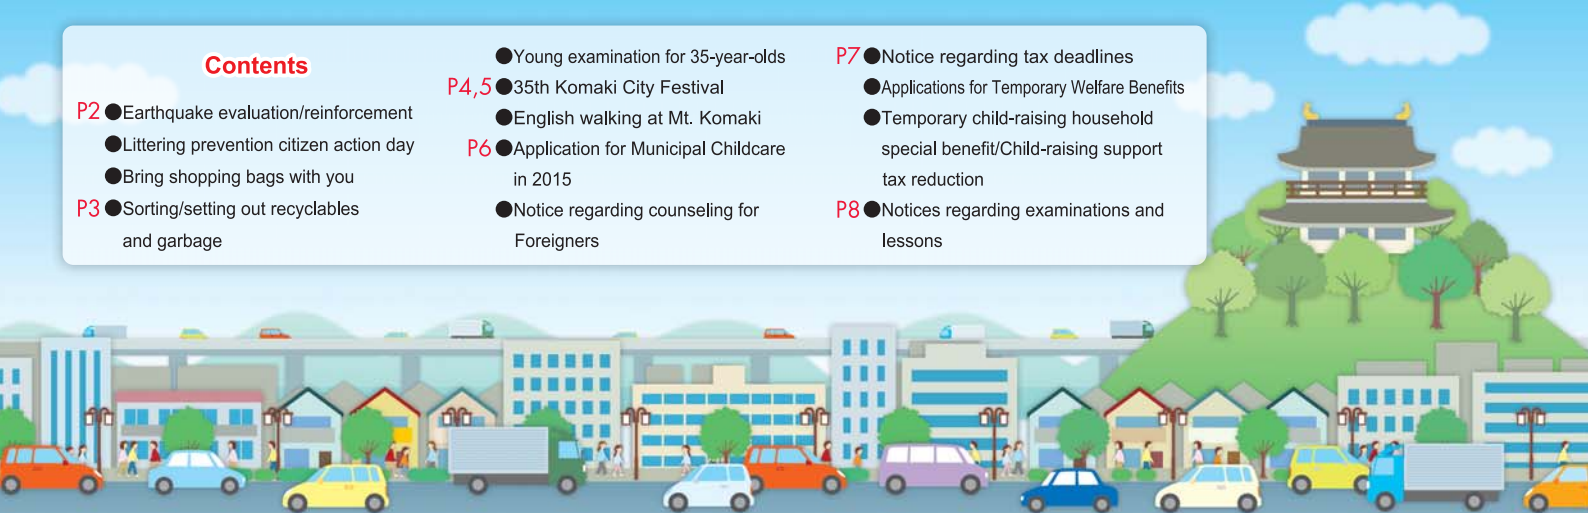 Contents
P2 ●Earthquake evaluation/reinforcement
●Littering prevention citizen action day
●Bring shopping bags with you
P3 ●Sorting/setting out recyclables
and garbage
●Young examination for 35-year-olds
P4,5 ●35th Komaki City Festival
●English walking at Mt. Komaki
P6 ●Application for Municipal Childcare
in 2015
●Notice regarding counseling for
Foreigners
P7 ●Notice regarding tax deadlines
●Applications for Temporary Welfare Benefits
●Temporary child-raising household
special benefit/Child-raising support
tax reduction
P8 ●Notices regarding examinations and
lessons